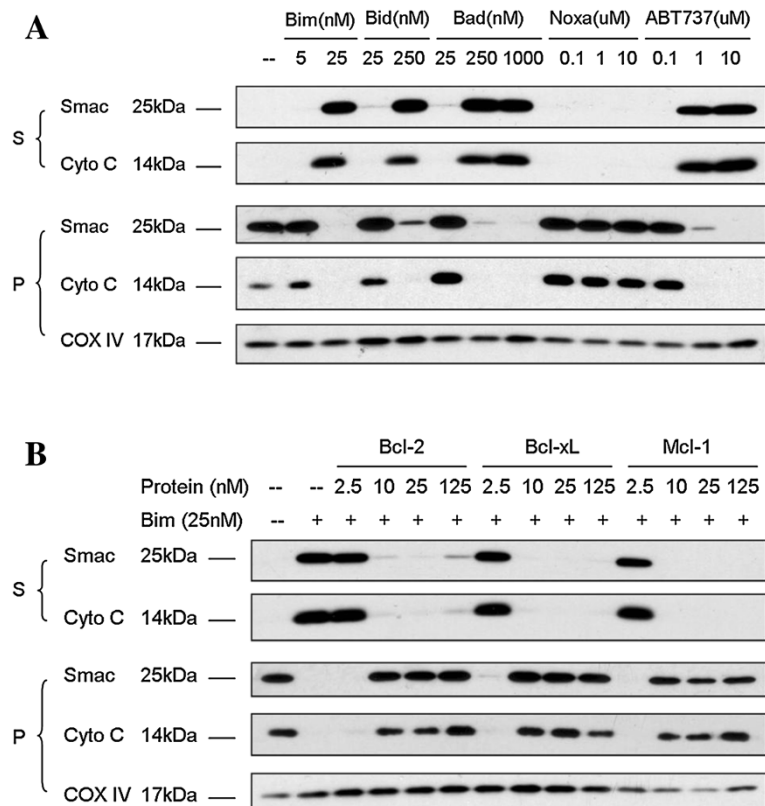 A
Bim(nM) Bid(nM) Bad(nM) Noxa(uM) ABT737(uM)
-- 5 25 25 250 25 250 1000 0.1 1 10 0.1 1 10
S
Smac 25kDa
Cyto C 14kDa
P
Smac 25kDa
Cyto C 14kDa
COX IV 17kDa
B
Bcl-2 Bcl-xL Mcl-1
Protein (nM) -- -- 2.5 10 25 125 2.5 10 25 125 2.5 10 25 125
Bim (25nM) -- + + + + + + + + + + + + +
S
Smac 25kDa
Cyto C 14kDa
P
Smac 25kDa
Cyto C 14kDa
COX IV 17kDa